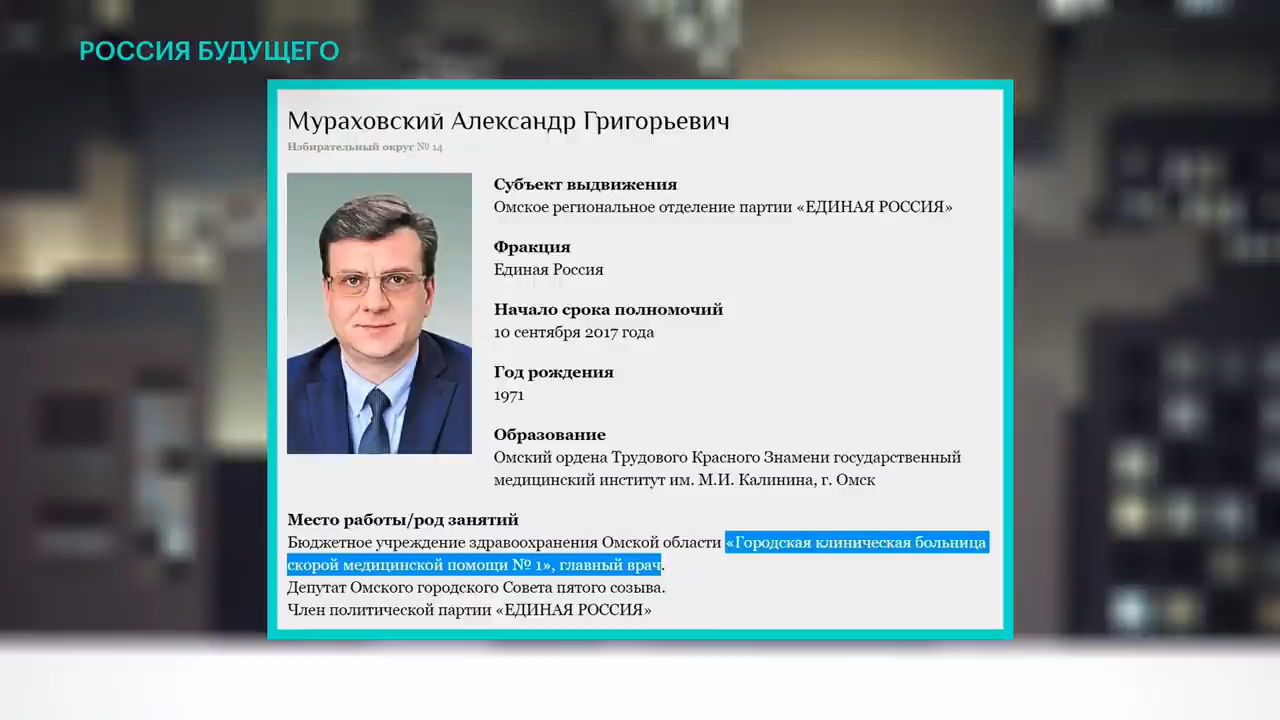 РОССИЯ БУДУЩЕГО
Мураховский Александр Григорьевич
Избирательный округ № 14
Субъект выдвижения
Омское региональное отделение партии «ЕДИНАЯ РОССИЯ»
Фракция
Единая Россия
Начало срока полномочий
10 сентября 2017 года
Год рождения
1971
Образование
Омский ордена Трудового Красного Знамени государственный
медицинский институт им. М.И. Калинина, г. Омск
Место работы/род занятий
Бюджетное учреждение здравоохранения Омской области «Городская клиническая больница
скорой медицинской помощи № 1», главный врач.
Депутат Омского городского Совета пятого созыва.
Член политической партии «ЕДИНАЯ РОССИЯ»